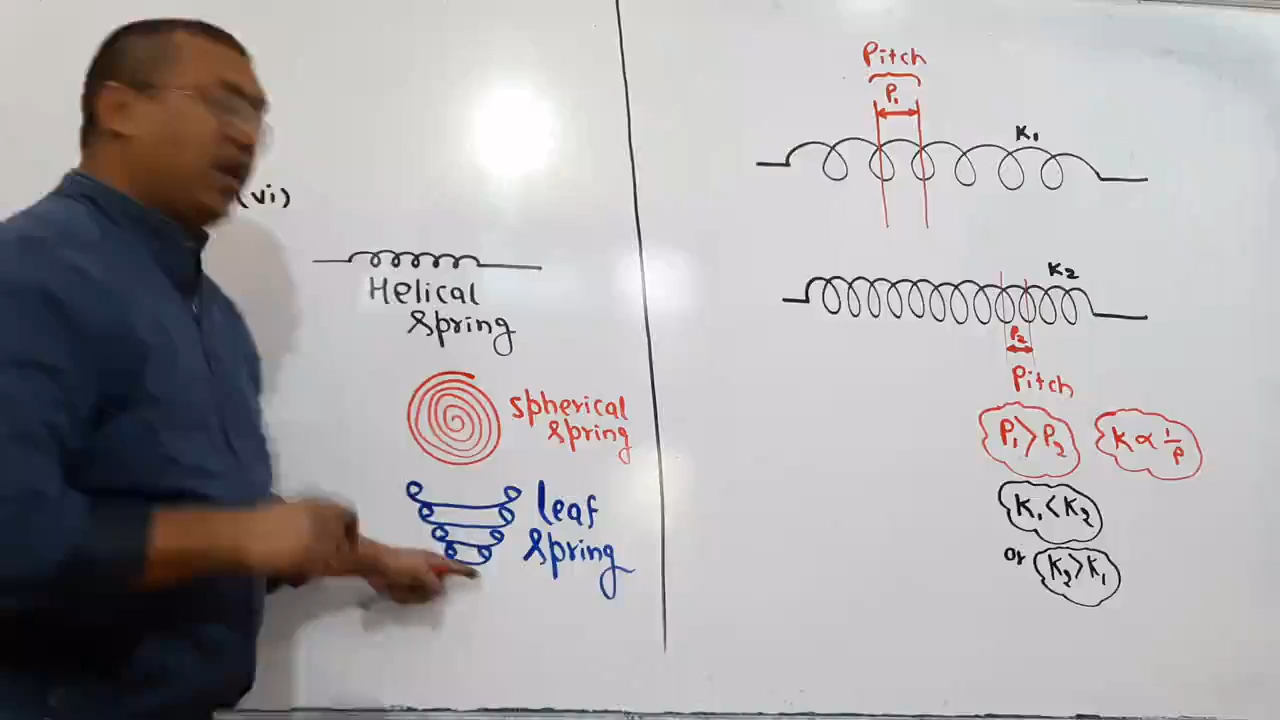 (vi)
Helical
Spring
Spherical
Spring
leaf
Spring
Pitch
P₁
K₁
K₂
P₂
Pitch
P₁ > P₂
K ∝ 1/P
K₁ < K₂
or K₂ > K₁